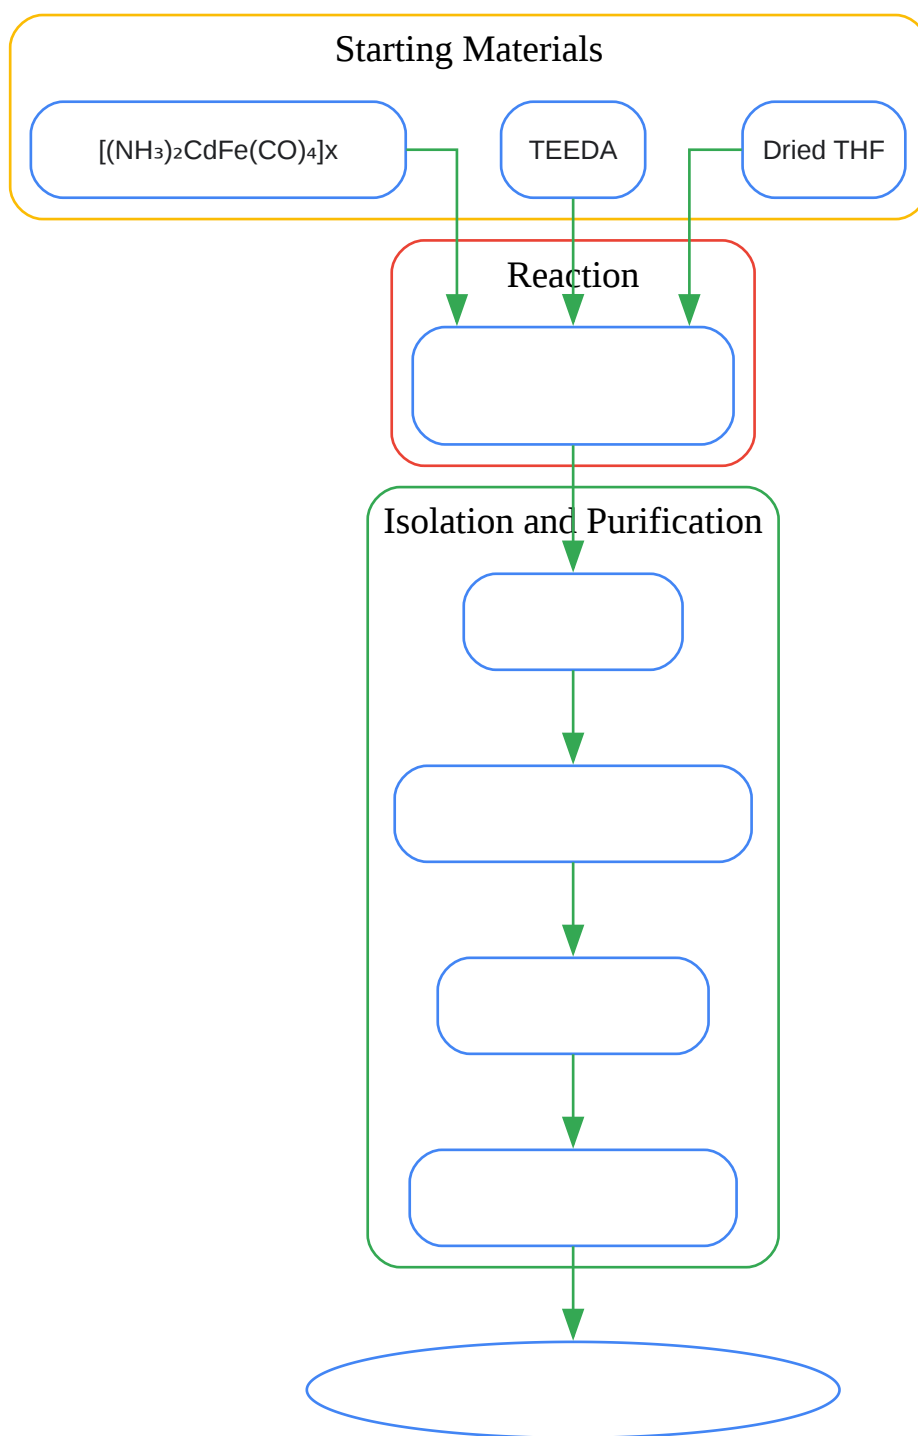 Starting Materials
[(NH₃)₂CdFe(CO)₄]x
TEEDA
Dried THF
Reaction
Isolation and Purification